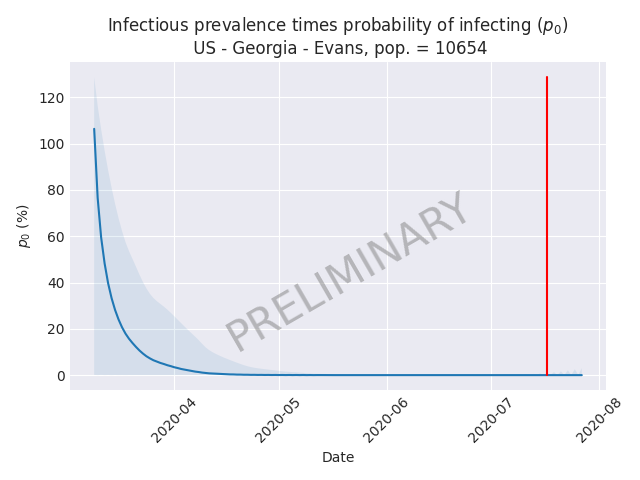 Infectious prevalence times probability of infecting (p₀)
US - Georgia - Evans, pop. = 10654
120
100
80
60
40
20
0
p₀ (%)
PRELIMINARY
2020-04
2020-05
2020-06
2020-07
2020-08
Date